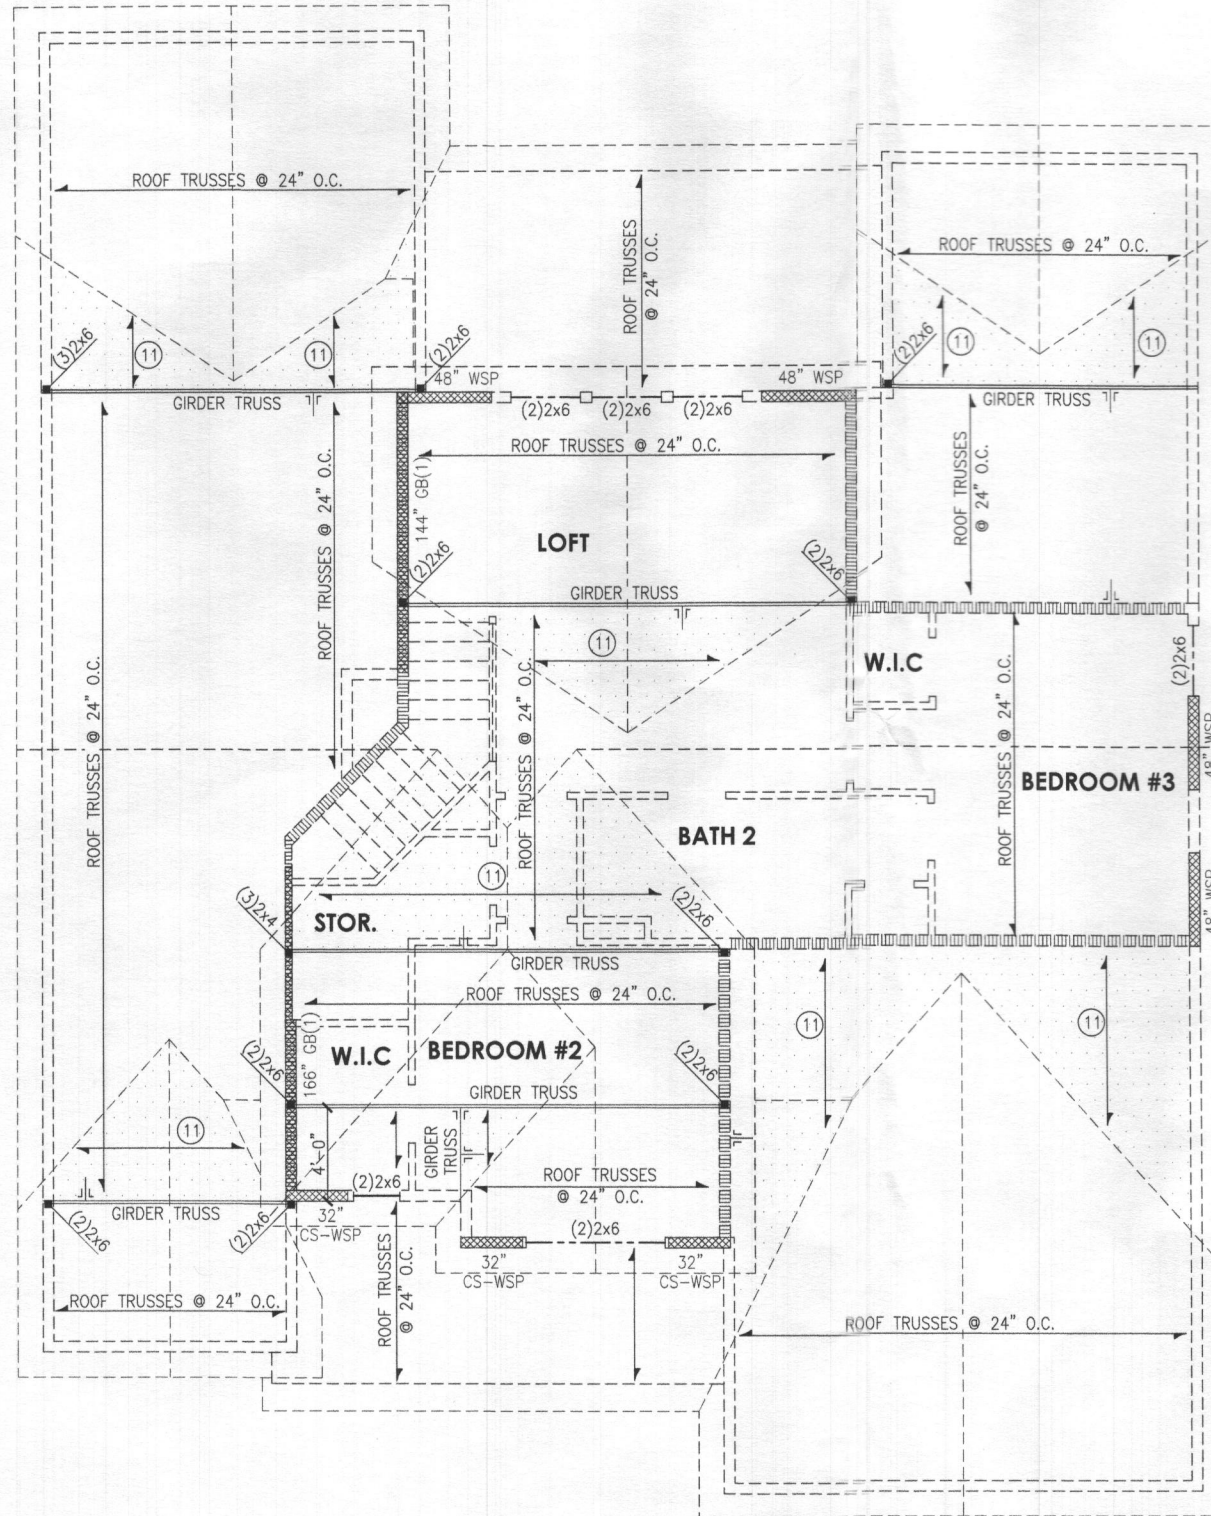 ROOF TRUSSES @ 24" O.C.
ROOF TRUSSES
@ 24" O.C.
ROOF TRUSSES @ 24" O.C.
(3)2x6
11
11
(2)2x6
(2)2x6
11
11
48" WSP
48" WSP
GIRDER TRUSS
(2)2x6
(2)2x6
(2)2x6
GIRDER TRUSS
ROOF TRUSSES @ 24" O.C.
ROOF TRUSSES @ 24" O.C.
144" GB(1)
ROOF TRUSSES
@ 24" O.C.
LOFT
(2)2x6
(2)2x6
GIRDER TRUSS
11
W.I.C
(2)2x6
ROOF TRUSSES @ 24" O.C.
ROOF TRUSSES @ 24" O.C.
ROOF TRUSSES @ 24" O.C.
48" WSP
BEDROOM #3
BATH 2
11
(3)2x4
(2)2x6
STOR.
48" WSP
GIRDER TRUSS
ROOF TRUSSES @ 24" O.C.
11
11
166" GB(1)
W.I.C
BEDROOM #2
(2)2x6
(2)2x6
GIRDER TRUSS
11
4'-0"
GIRDER
TRUSS
ROOF TRUSSES
@ 24" O.C.
(2)2x6
GIRDER TRUSS
(2)2x6
(2)2x6
32"
CS-WSP
(2)2x6
32"
CS-WSP
32"
CS-WSP
ROOF TRUSSES
@ 24" O.C.
ROOF TRUSSES @ 24" O.C.
ROOF TRUSSES @ 24" O.C.